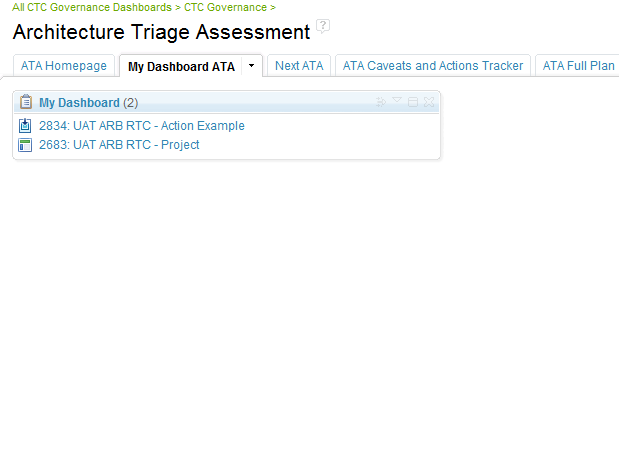 All CTC Governance Dashboards > CTC Governance >
Architecture Triage Assessment ?
ATA Homepage My Dashboard ATA Next ATA ATA Caveats and Actions Tracker ATA Full Plan
My Dashboard (2)
2834: UAT ARB RTC - Action Example
2683: UAT ARB RTC - Project